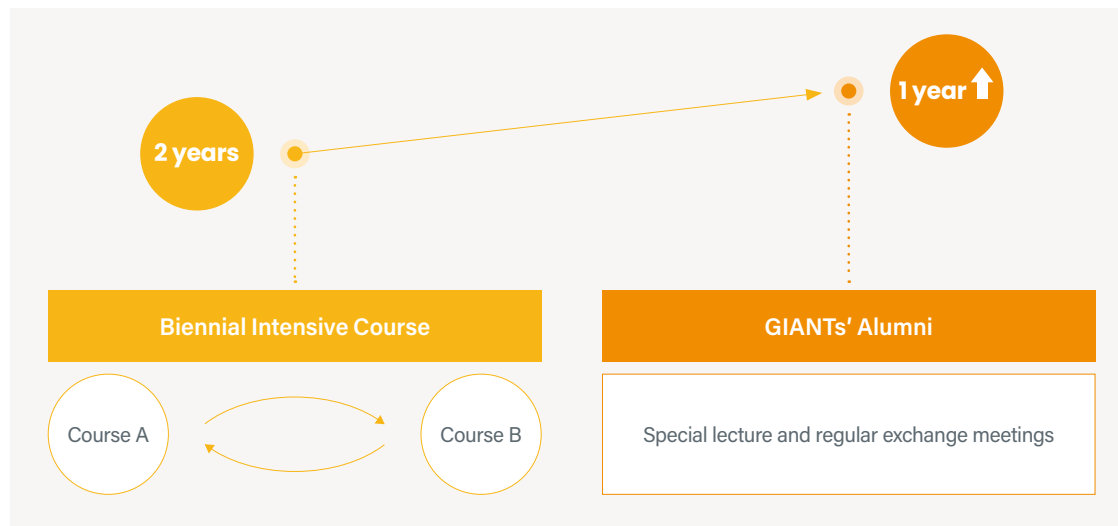 2 years
1 year
Biennial Intensive Course
GIANTs’ Alumni
Course A
Course B
Special lecture and regular exchange meetings